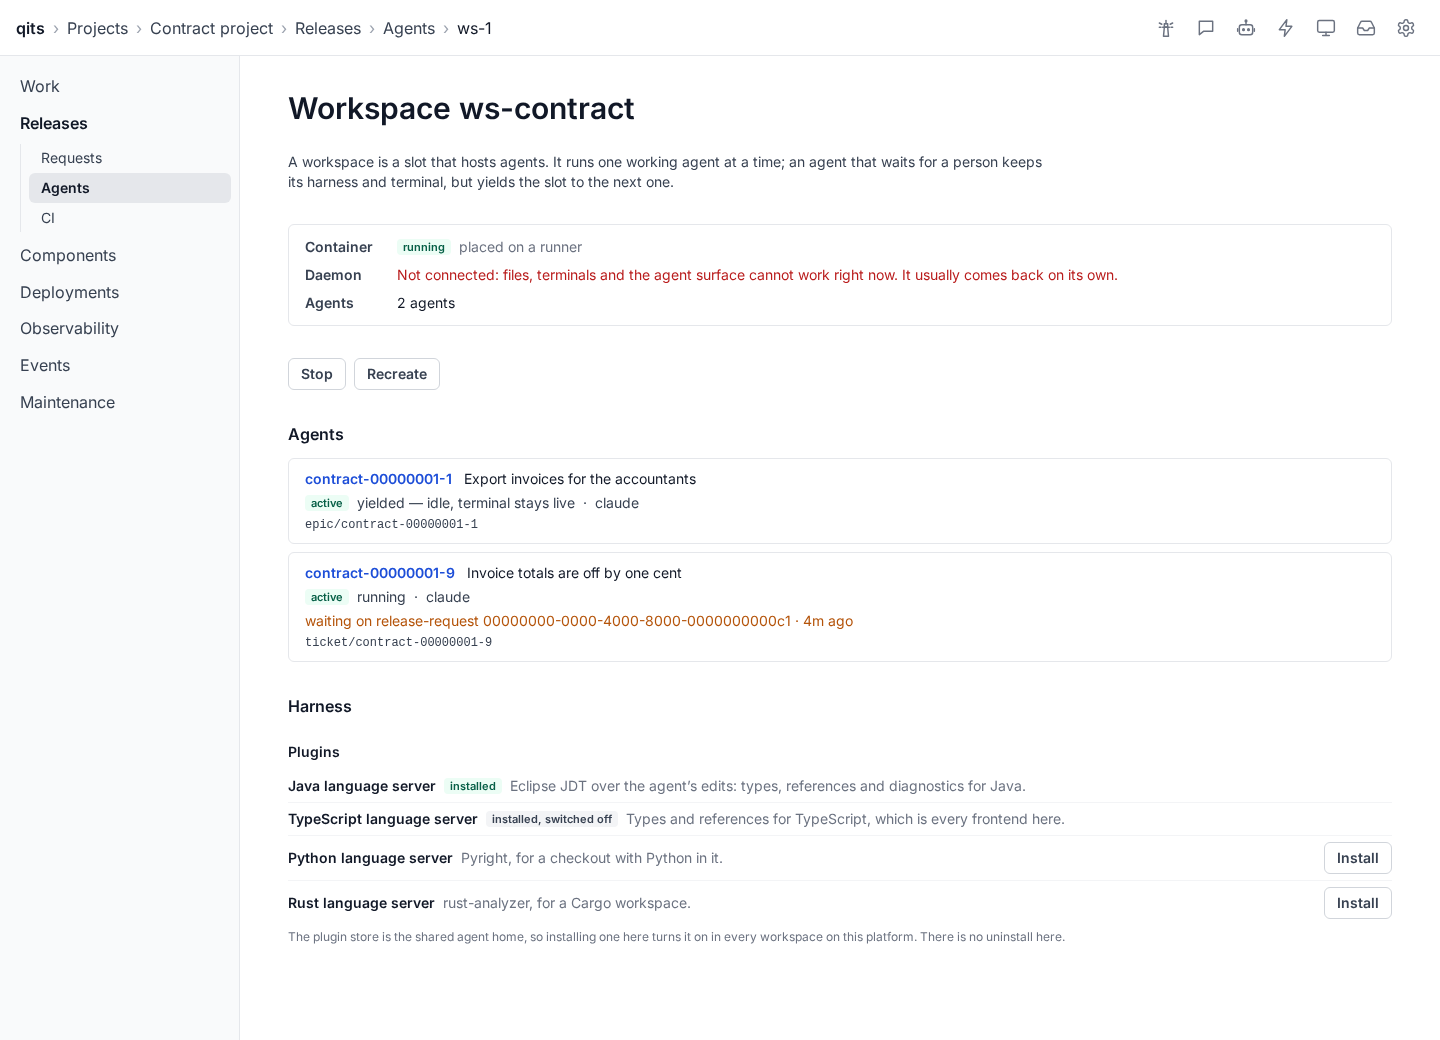 qits › Projects › Contract project › Releases › Agents › ws-1
Work
Releases
Requests
Agents
CI
Components
Deployments
Observability
Events
Maintenance
Workspace ws-contract
A workspace is a slot that hosts agents. It runs one working agent at a time; an agent that waits for a person keeps
its harness and terminal, but yields the slot to the next one.
Container running placed on a runner
Daemon Not connected: files, terminals and the agent surface cannot work right now. It usually comes back on its own.
Agents 2 agents
Stop Recreate
Agents
contract-00000001-1 Export invoices for the accountants
active yielded — idle, terminal stays live · claude
epic/contract-00000001-1
contract-00000001-9 Invoice totals are off by one cent
active running · claude
waiting on release-request 00000000-0000-4000-8000-0000000000c1 · 4m ago
ticket/contract-00000001-9
Harness
Plugins
Java language server installed Eclipse JDT over the agent’s edits: types, references and diagnostics for Java.
TypeScript language server installed, switched off Types and references for TypeScript, which is every frontend here.
Python language server Pyright, for a checkout with Python in it. Install
Rust language server rust-analyzer, for a Cargo workspace. Install
The plugin store is the shared agent home, so installing one here turns it on in every workspace on this platform. There is no uninstall here.